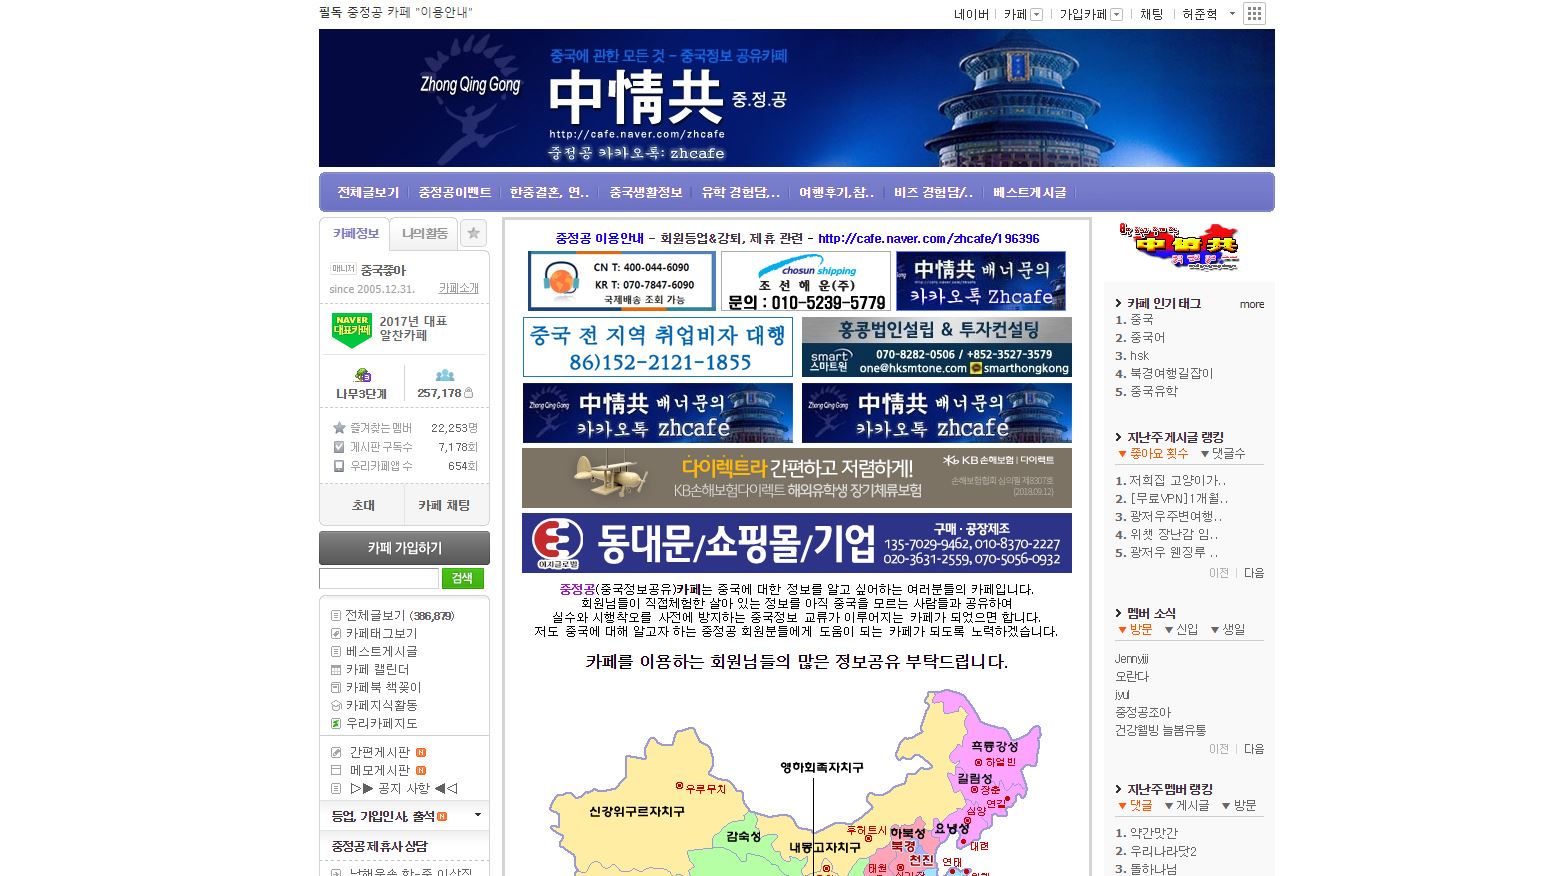 필독 중정공 카페 "이용안내"
네이버
카페
가입카페
채팅
허준혁
중국에 관한 모든 것 - 중국정보 공유카페
Zhong Qing Gong
中情共 중.정.공
http://cafe.naver.com/zhcafe
중정공 카카오톡: zhcafe
전체글보기
중정공이벤트
한중결혼, 연..
중국생활정보
유학 경험담,..
여행후기,참..
비즈 경험담/..
베스트게시글
카페정보
나의활동
매니저 중국좋아
since 2005.12.31.
카페소개
NAVER
대표카페
2017년 대표
알찬카페
나무3단계
257,178
즐겨찾는 멤버 22,253명
게시판 구독수 7,178회
우리카페앱 수 654회
초대
카페 채팅
카페 가입하기
검색
전체글보기 (386,879)
카페태그보기
베스트게시글
카페 캘린더
카페북 책꽂이
카페지식활동
우리카페지도
간편게시판 N
메모게시판 N
▷▶ 공지 사항 ◀◁
등업, 가입인사, 출석 N
중정공 제휴사 상담
중정공 이용안내 - 회원등업&강퇴, 제휴 관련 - http://cafe.naver.com/zhcafe/196396
CN T: 400-044-6090
KR T: 070-7847-6090
국제배송 조회 가능
chosun shipping
조선해운(주)
문의 : 010-5239-5779
中情共 배너문의
카카오톡 Zhcafe
중국 전 지역 취업비자 대행
86)152-2121-1855
홍콩법인설립 & 투자컨설팅
smart
스마트원
070-8282-0506 / +852-3527-3579
one@hksmtone.com smarthongkong
Zhong Qing Gong
中情共 배너문의
카카오톡 zhcafe
Zhong Qing Gong
中情共 배너문의
카카오톡 zhcafe
다이렉트라 간편하고 저렴하게!
KB손해보험다이렉트 해외유학생 장기체류보험
KB손해보험 | 다이렉트
손해보험협회 심의필 제8307호
(2018.09.12)
이지글로벌
동대문/쇼핑몰/기업
구매 · 공장제조
135-7029-9462, 010-8370-2227
020-3631-2559, 070-5056-0932
중정공(중국정보공유)카페는 중국에 대한 정보를 알고 싶어하는 여러분들의 카페입니다.
회원님들이 직접체험한 살아 있는 정보를 아직 중국을 모르는 사람들과 공유하여
실수와 시행착오를 사전에 방지하는 중국정보 교류가 이루어지는 카페가 되었으면 합니다.
저도 중국에 대해 알고자 하는 중정공 회원분들에게 도움이 되는 카페가 되도록 노력하겠습니다.
카페를 이용하는 회원님들의 많은 정보공유 부탁드립니다.
흑룡강성
하얼빈
영하회족자치구
길림성
장춘
우루무치
연길
신강위구르자치구
심양
요녕성
감숙성
후허트시
하북성
내몽고자치구
북경
대련
천진
연태
태원
中情共
카페 인기 태그 more
1. 중국
2. 중국어
3. hsk
4. 북경여행길잡이
5. 중국유학
지난주 게시글 랭킹
▼ 좋아요 횟수 ▼ 댓글수
1. 저희집 고양이가..
2. [무료VPN]1개월..
3. 광저우주변여행..
4. 위챗 장난감 임..
5. 광저우 웬징루 ..
이전 | 다음
멤버 소식
▼ 방문 ▼ 신입 ▼ 생일
Jennyjjj
오란다
jyul
중정공조아
건강웰빙 늘봄유통
이전 | 다음
지난주 멤버 랭킹
▼ 댓글 ▼ 게시글 ▼ 방문
1. 약간맛간
2. 우리나라닷2
3. 돌하나님